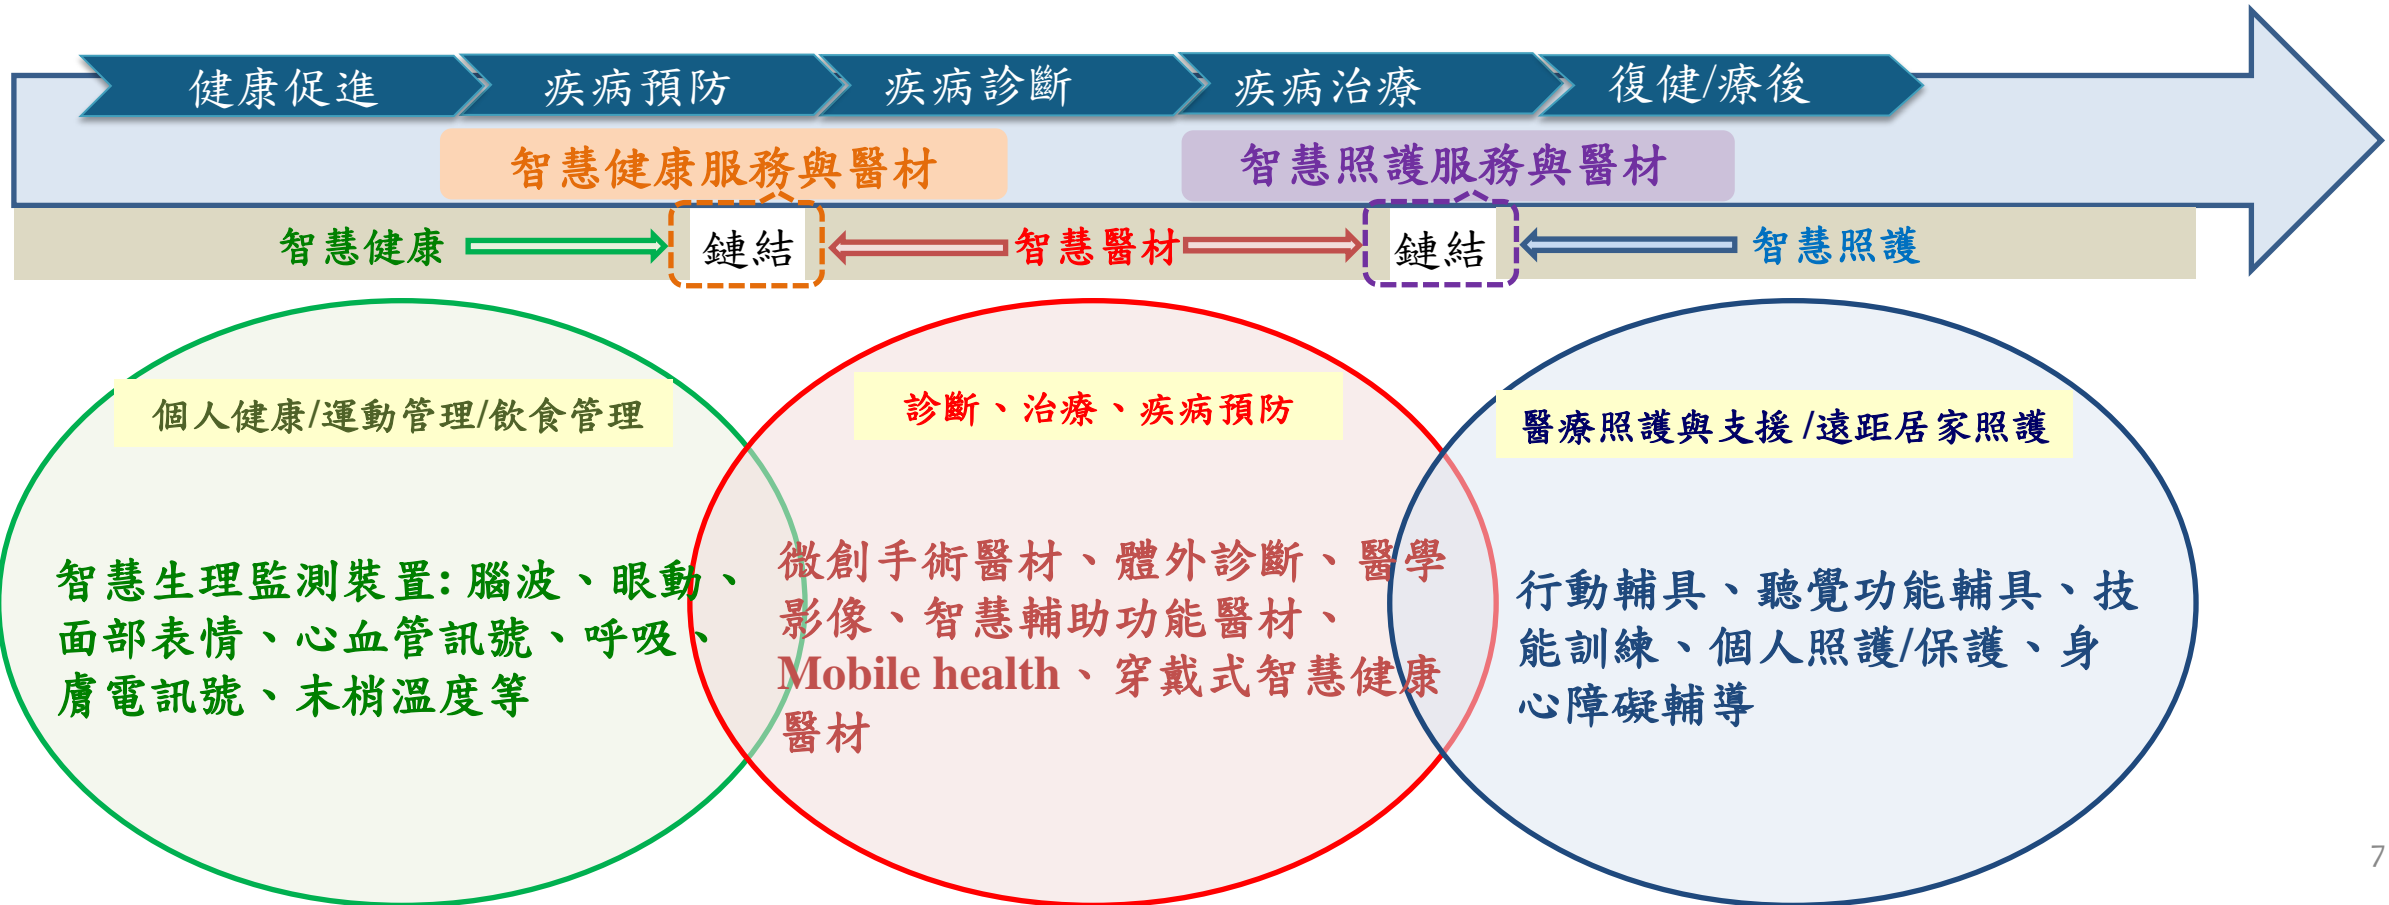 健康促進
疾病預防
疾病診斷
疾病治療
復健/療後
智慧健康服務與醫材
智慧照護服務與醫材
智慧健康
鏈結
智慧醫材
鏈結
智慧照護
個人健康/運動管理/飲食管理
智慧生理監測裝置: 腦波、眼動、
面部表情、心血管訊號、呼吸、
膚電訊號、末梢溫度等
診斷、治療、疾病預防
微創手術醫材、體外診斷、醫學
影像、智慧輔助功能醫材、
Mobile health、穿戴式智慧健康
醫材
醫療照護與支援 /遠距居家照護
行動輔具、聽覺功能輔具、技
能訓練、個人照護/保護、身
心障礙輔導
7